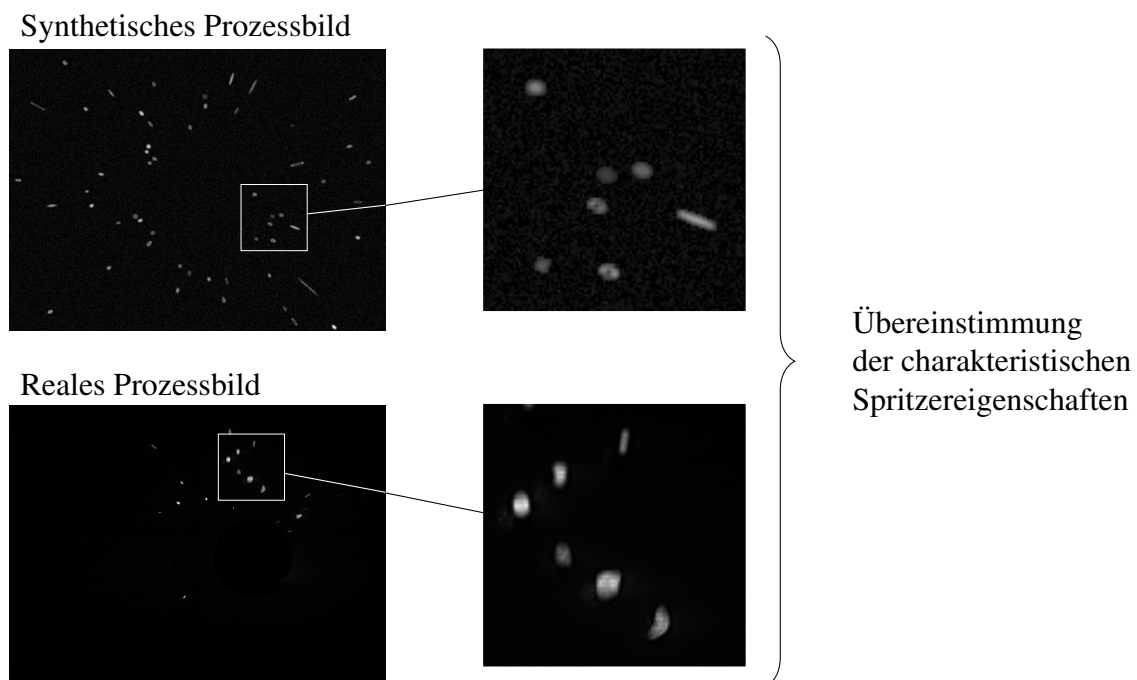 Synthetisches Prozessbild
Reales Prozessbild
Übereinstimmung
der charakteristischen
Spritzereigenschaften